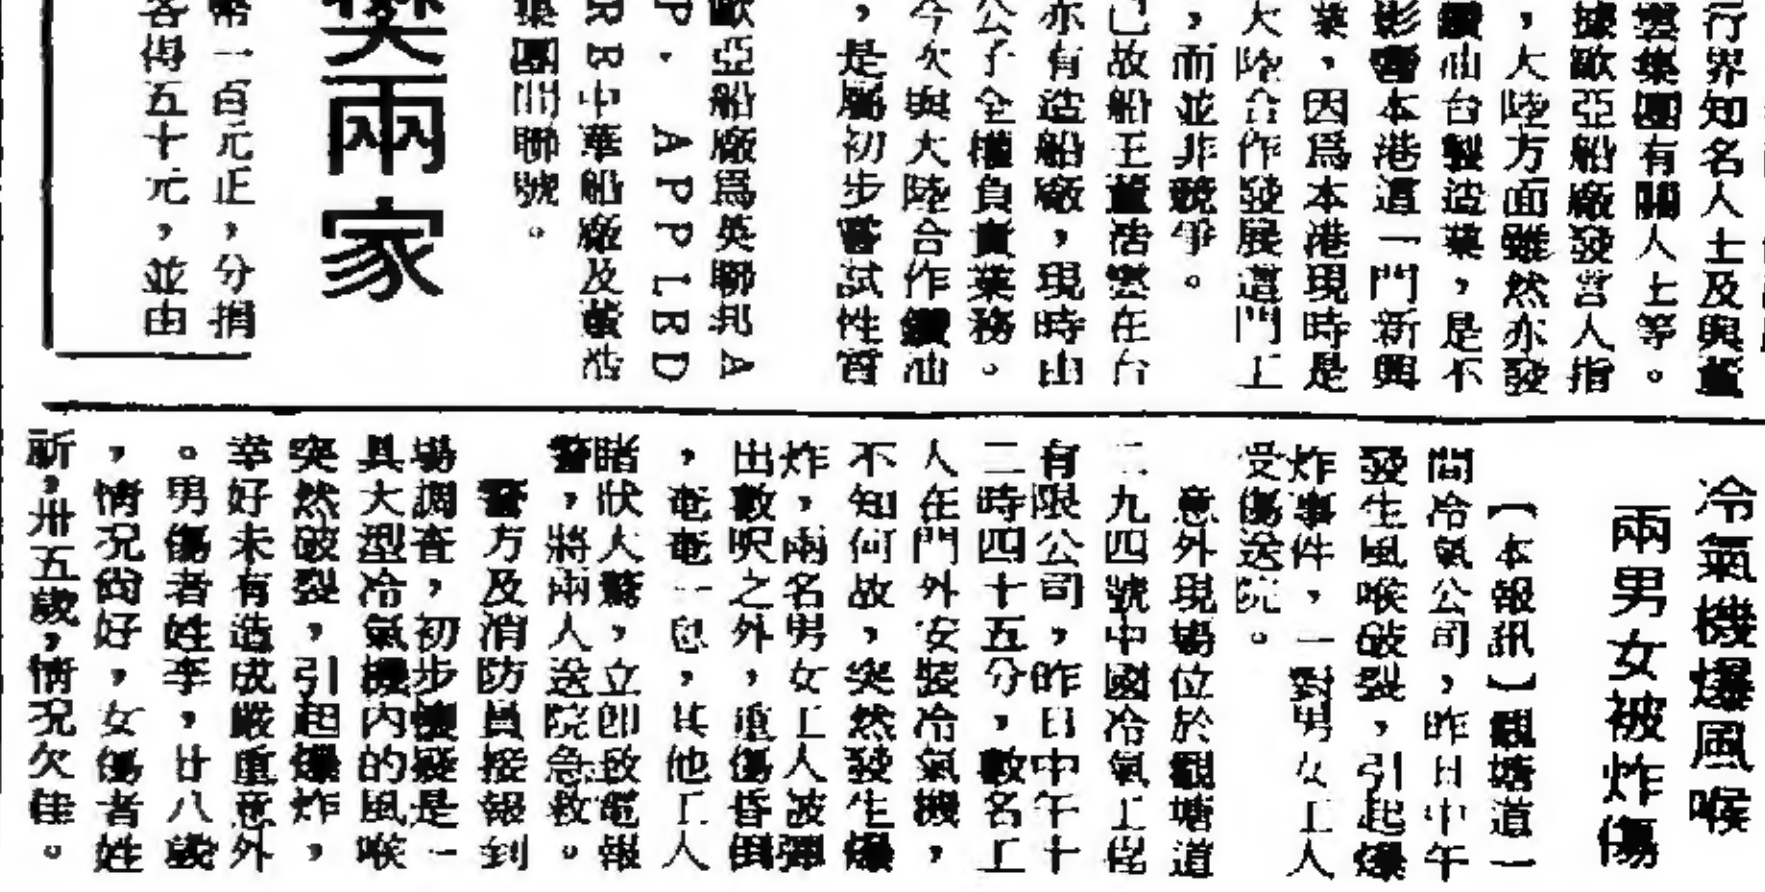 行界知名人士及與董
雲集團有關人士等。
據歐亞船廠發言人指
，大陸方面雖然亦發
鑽油台製造業，是不
影響本港這一門新興
業，因爲本港現時是
大陸合作發展這門工
，而並非競爭。
已故船王董浩雲在台
亦有造船廠，現時由
公子全權負責業務。
今次與大陸合作鑽油
，是屬初步嘗試性質
歐亞船廠爲英聯邦A
P．APPLBD
RB中華船廠及董浩
集團聯號。
樊兩家
幣一百元正，分捐
各得五十元，並由
冷氣機爆風喉
兩男女被炸傷
【本報訊】觀塘道一
間冷氣公司，昨日中午
發生風喉破裂，引起爆
炸事件，一對男女工人
受傷送院。
意外現場位於觀塘道
二九四號中國冷氣工程
有限公司，昨日中午十
二時四十五分，數名工
人在門外安裝冷氣機，
不知何故，突然發生爆
炸，兩名男女工人被彈
出數呎之外，重傷昏倒
，奄奄一息，其他工人
睹狀大驚，立即致電報
警，將兩人送院急救。
警方及消防員接報到
場調查，初步懷疑是一
具大型冷氣機內的風喉
突然破裂，引起爆炸，
幸好未有造成嚴重意外
。男傷者姓李，廿八歲
，情況尚好，女傷者姓
祈，卅五歲，情況欠佳。